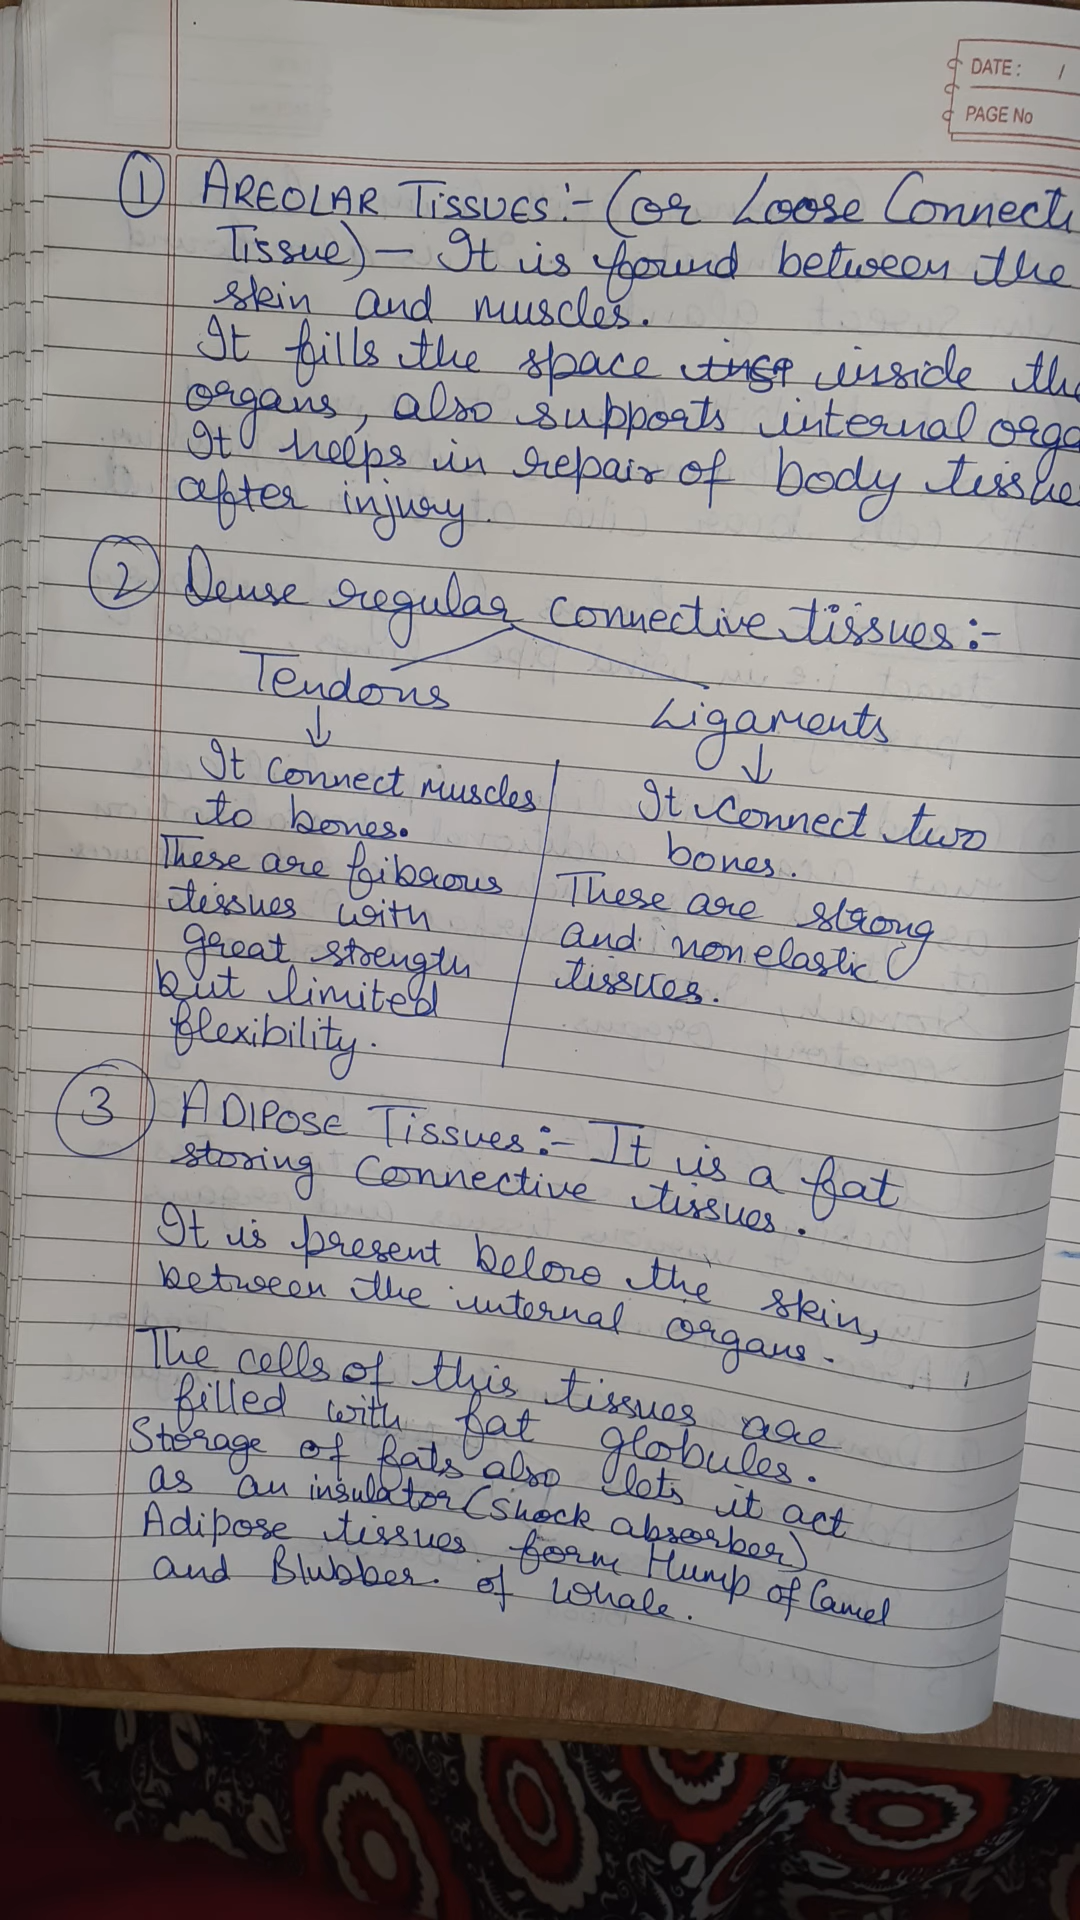 DATE: /
PAGE No
① AREOLAR TISSUES:- (or Loose Connecti
Tissue) — It is found between the
skin and muscles.
It fills the space inside the
organs, also supports internal orga
It helps in repair of body tissue
after injury.
② Dense regular connective tissues:-
Tendons
Ligaments
↓
↓
It connect muscles
to bones.
These are fibrous
tissues with
great strength
but limited
flexibility.
It connect two
bones.
These are strong
and non elastic
tissues.
③ ADIPOSE TISSUES:- It is a fat
storing connective tissues.
It is present below the skin,
between the internal organs.
The cells of this tissues are
filled with fat globules.
Storage of fats also lets it act
as an insulator (shock absorber)
Adipose tissues form Hump of Camel
and Blubber of Whale.